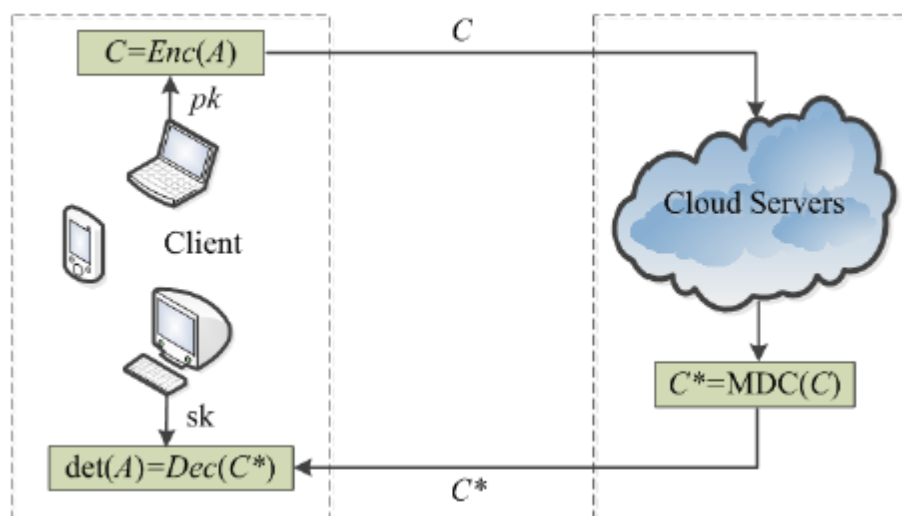 C=Enc(A)
C
pk
Cloud Servers
Client
C*=MDC(C)
sk
det(A)=Dec(C*)
C*